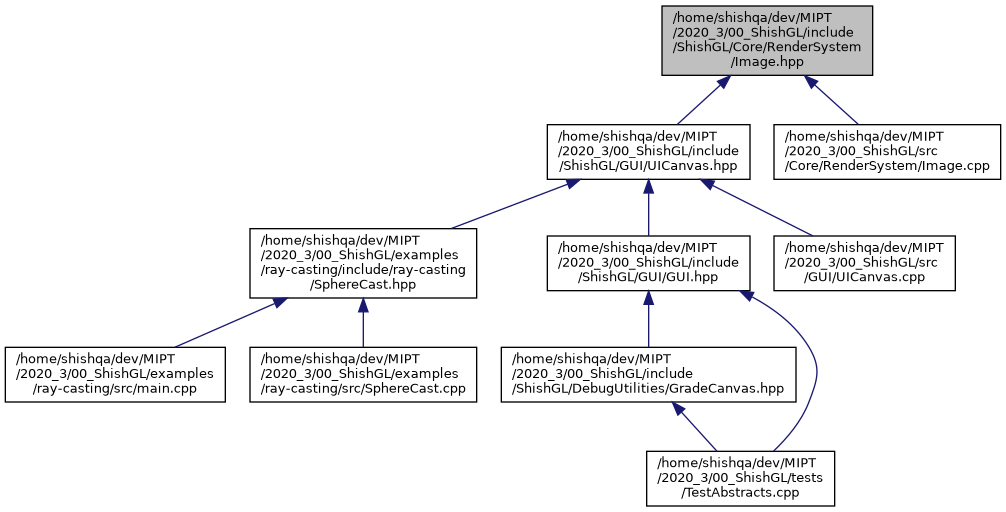 /home/shishqa/dev/MIPT
/2020_3/00_ShishGL/include
/ShishGL/Core/RenderSystem
/Image.hpp
/home/shishqa/dev/MIPT
/2020_3/00_ShishGL/include
/ShishGL/GUI/UICanvas.hpp
/home/shishqa/dev/MIPT
/2020_3/00_ShishGL/src
/Core/RenderSystem/Image.cpp
/home/shishqa/dev/MIPT
/2020_3/00_ShishGL/examples
/ray-casting/include/ray-casting
/SphereCast.hpp
/home/shishqa/dev/MIPT
/2020_3/00_ShishGL/include
/ShishGL/GUI/GUI.hpp
/home/shishqa/dev/MIPT
/2020_3/00_ShishGL/src
/GUI/UICanvas.cpp
/home/shishqa/dev/MIPT
/2020_3/00_ShishGL/examples
/ray-casting/src/main.cpp
/home/shishqa/dev/MIPT
/2020_3/00_ShishGL/examples
/ray-casting/src/SphereCast.cpp
/home/shishqa/dev/MIPT
/2020_3/00_ShishGL/include
/ShishGL/DebugUtilities/GradeCanvas.hpp
/home/shishqa/dev/MIPT
/2020_3/00_ShishGL/tests
/TestAbstracts.cpp